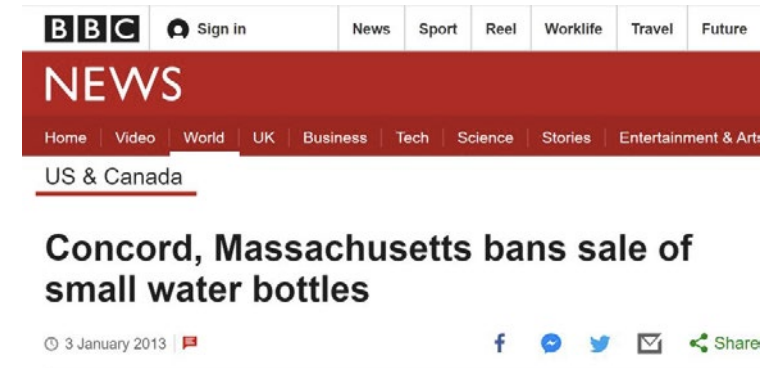 BBC Sign in News Sport Reel Worklife Travel Future
NEWS
Home Video World UK Business Tech Science Stories Entertainment & Arts
US & Canada
Concord, Massachusetts bans sale of
small water bottles
3 January 2013 f Share